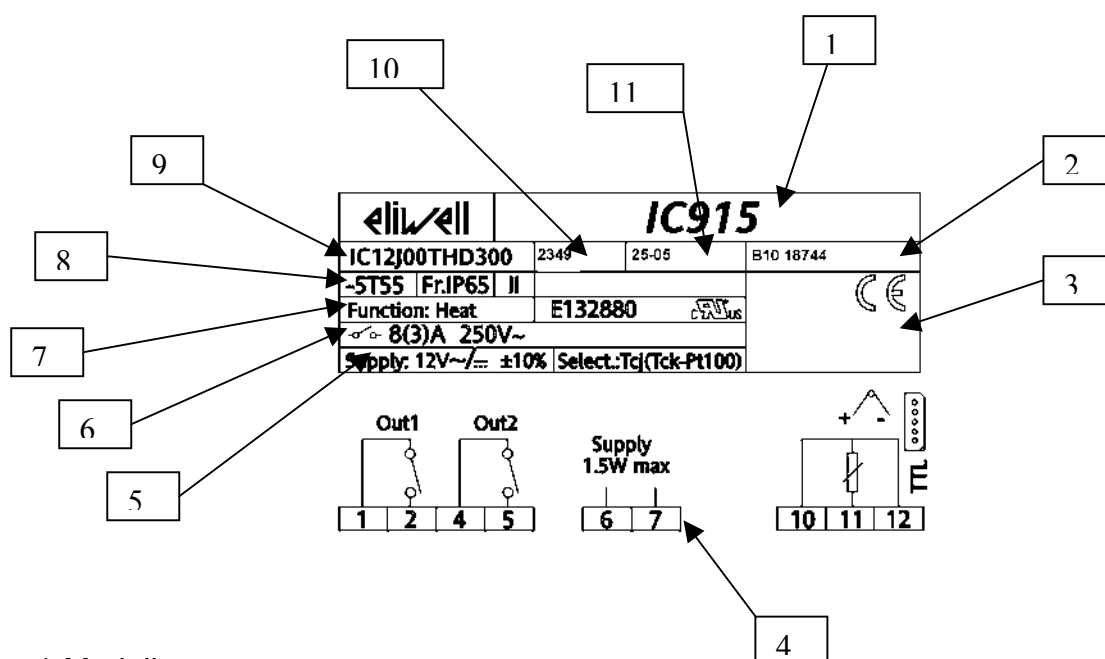 1
10
11
9
2
eliwell IC915
IC12J00THD300 2349 25-05 B10 18744
8
-5T55 Fr.IP65 II CE
3
Function: Heat E132880 c RU us
7
8(3)A 250V~
Supply: 12V~/⎓ ±10% Select.:Tcj(Tck-Pt100)
6
Out1 Out2
+ -
Supply
1.5W max
TTL
5
1 2 4 5 6 7 10 11 12
4